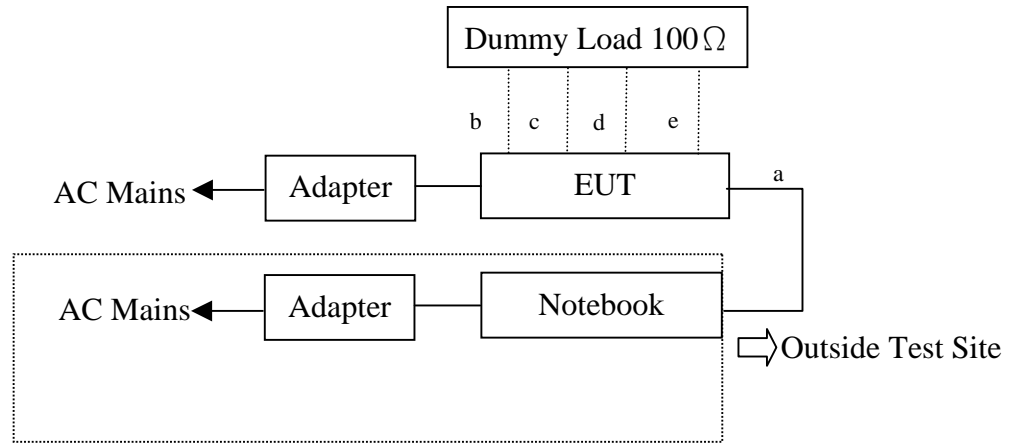 Dummy Load 100Ω
b c d e
AC Mains Adapter EUT a
AC Mains Adapter Notebook
Outside Test Site